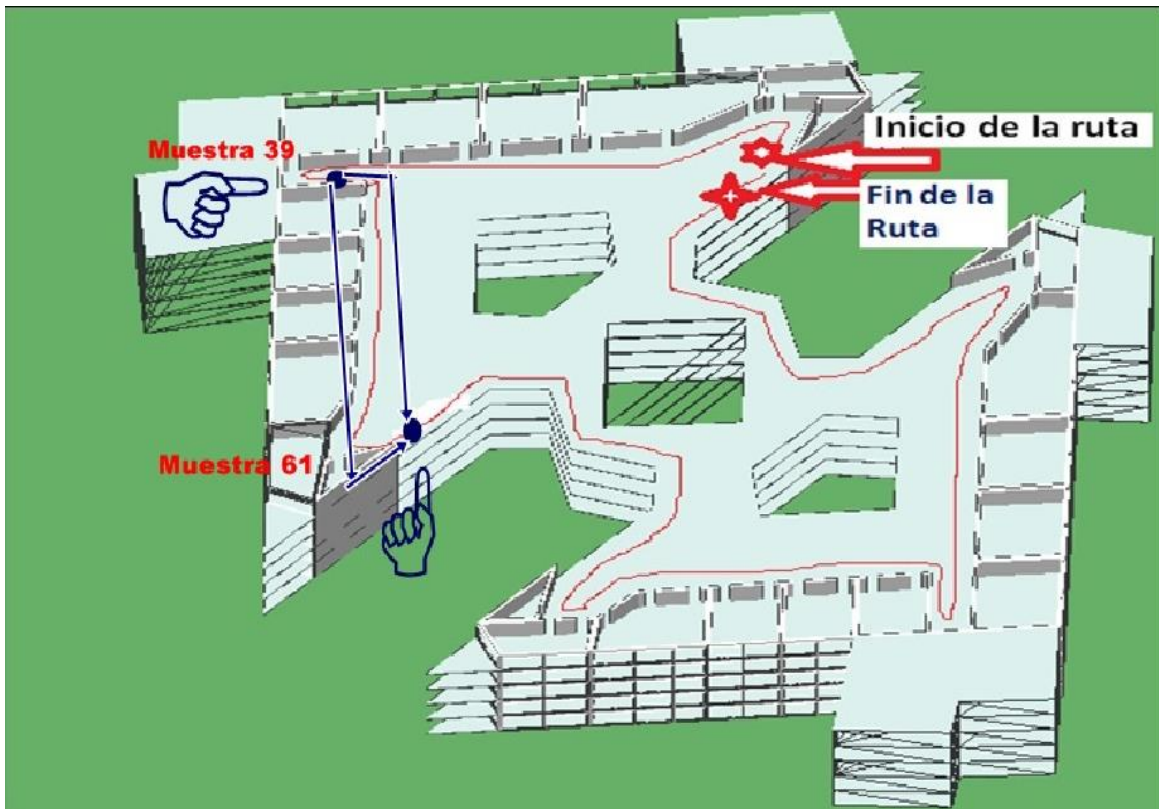 Inicio de la ruta
Muestra 39
Fin de la
Ruta
Muestra 61